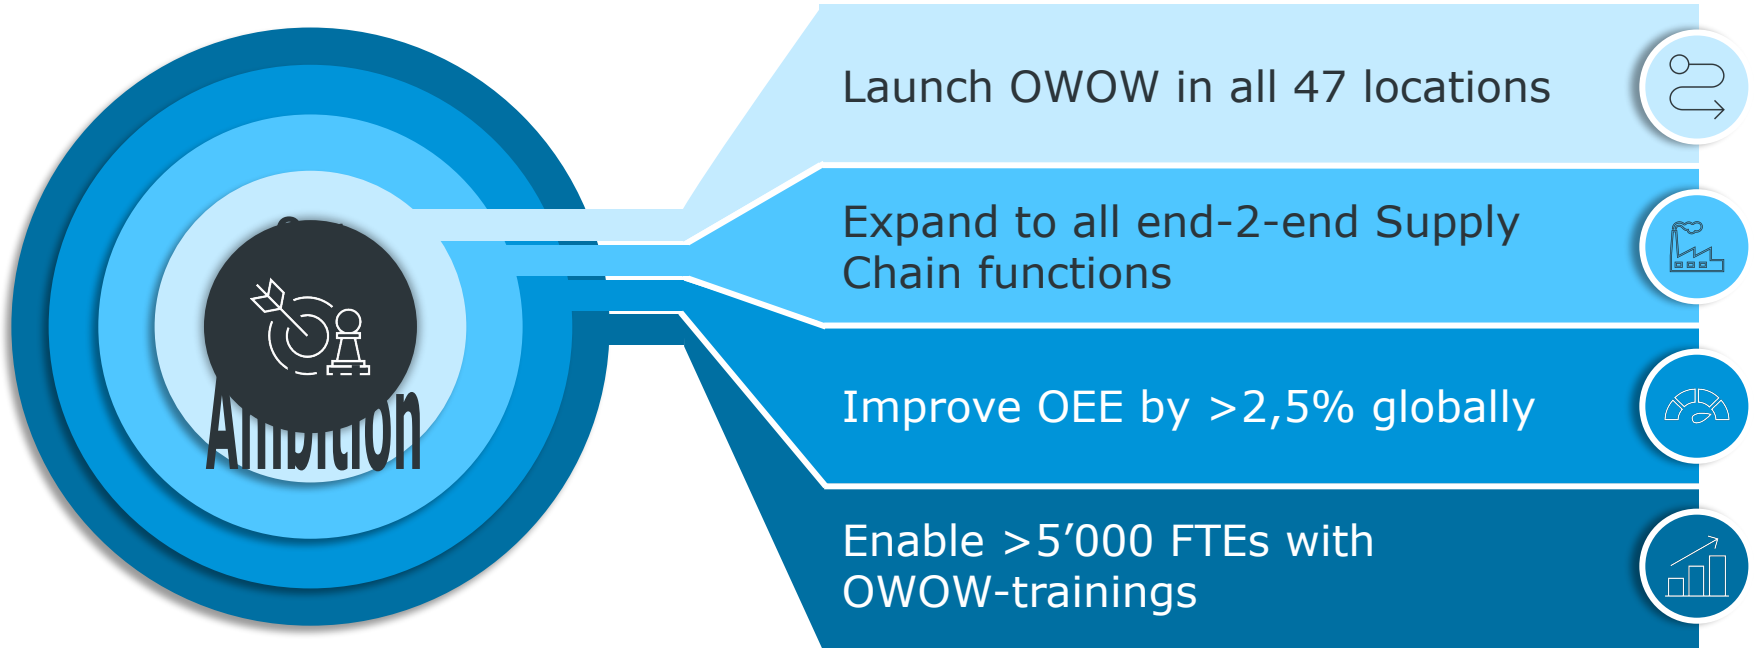 Launch OWOW in all 47 locations
Expand to all end-2-end Supply
Chain functions
Improve OEE by >2,5% globally
Enable >5’000 FTEs with
OWOW-trainings
Ambition